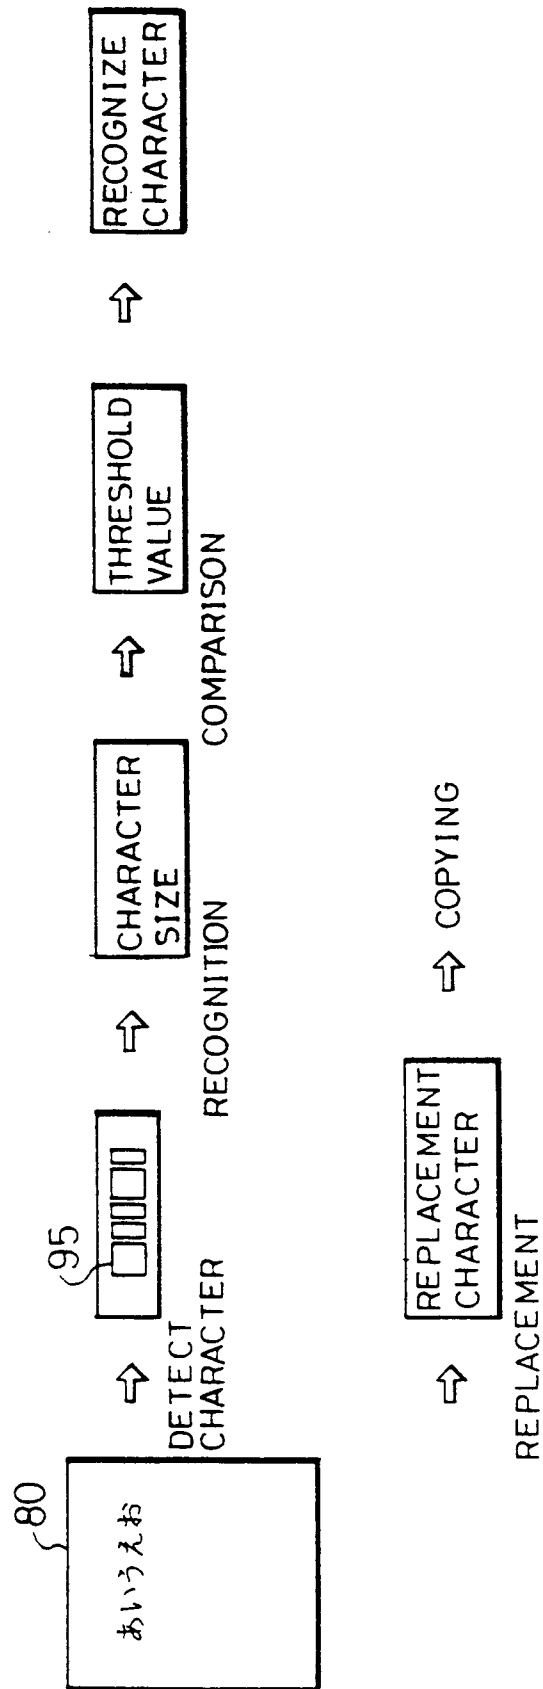 80
あいうえお
DETECT
CHARACTER
95
RECOGNITION
CHARACTER
SIZE
COMPARISON
THRESHOLD
VALUE
RECOGNIZE
CHARACTER
REPLACEMENT
REPLACEMENT
CHARACTER
COPYING